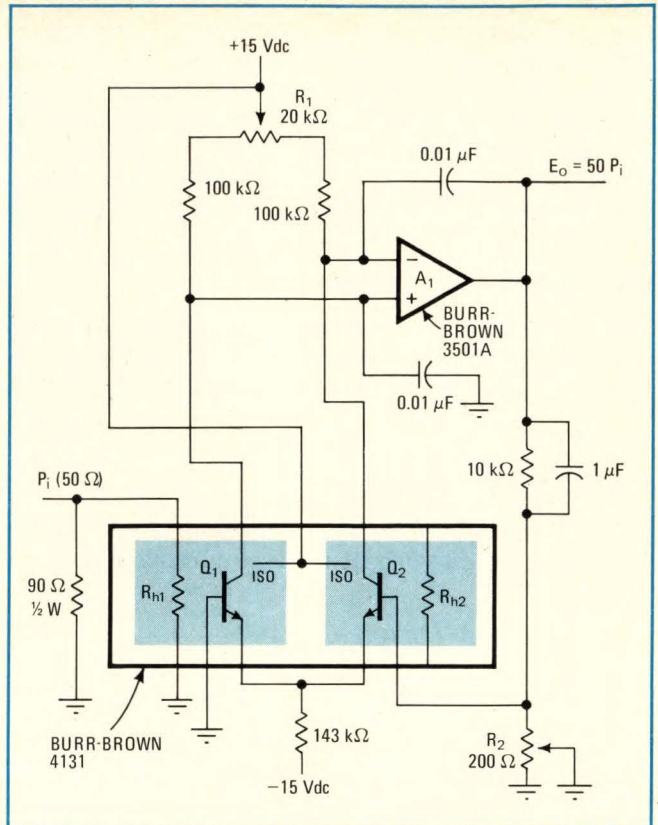 +15 Vdc
R1
20 kΩ
0.01 µF
Eo = 50 Pi
100 kΩ
100 kΩ
−
A1
+
BURR-
BROWN
3501A
0.01 µF
10 kΩ
1 µF
Pi (50 Ω)
90 Ω
½ W
Rh1
Q1
ISO
ISO
Q2
Rh2
BURR-BROWN
4131
143 kΩ
−15 Vdc
R2
200 Ω